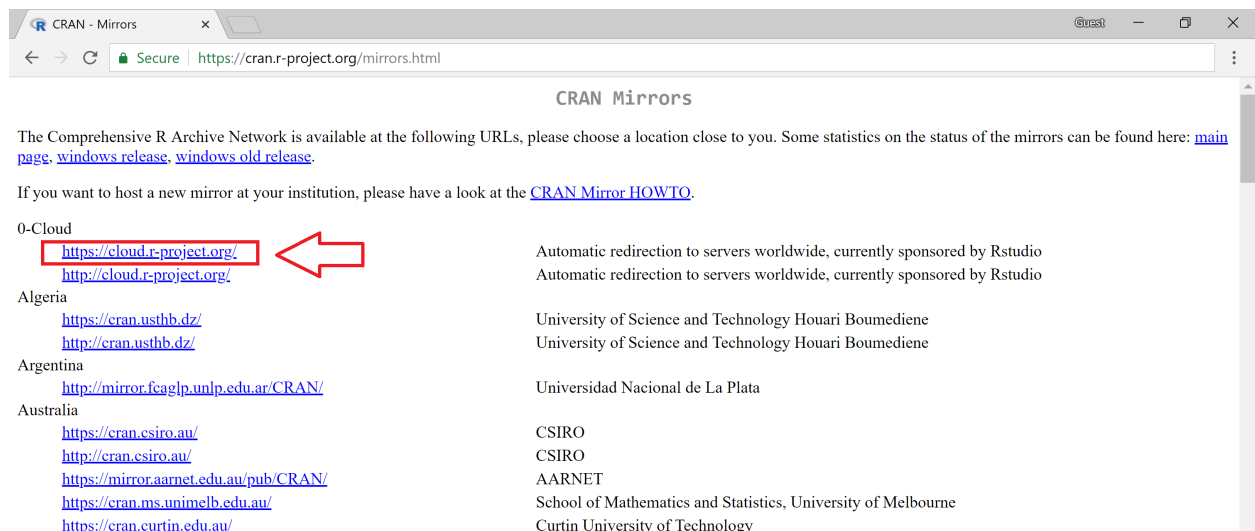 CRAN - Mirrors
Guest
Secure https://cran.r-project.org/mirrors.html
CRAN Mirrors
The Comprehensive R Archive Network is available at the following URLs, please choose a location close to you. Some statistics on the status of the mirrors can be found here: main
page, windows release, windows old release.
If you want to host a new mirror at your institution, please have a look at the CRAN Mirror HOWTO.
0-Cloud
https://cloud.r-project.org/ Automatic redirection to servers worldwide, currently sponsored by Rstudio
http://cloud.r-project.org/ Automatic redirection to servers worldwide, currently sponsored by Rstudio
Algeria
https://cran.usthb.dz/ University of Science and Technology Houari Boumediene
http://cran.usthb.dz/ University of Science and Technology Houari Boumediene
Argentina
http://mirror.fcaglp.unlp.edu.ar/CRAN/ Universidad Nacional de La Plata
Australia
https://cran.csiro.au/ CSIRO
http://cran.csiro.au/ CSIRO
https://mirror.aarnet.edu.au/pub/CRAN/ AARNET
https://cran.ms.unimelb.edu.au/ School of Mathematics and Statistics, University of Melbourne
https://cran.curtin.edu.au/ Curtin University of Technology